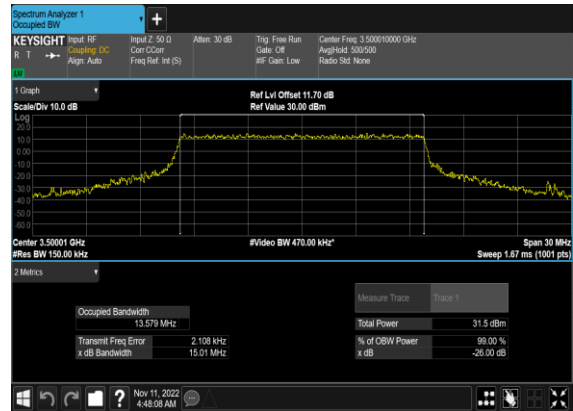 Spectrum Analyzer 1
Occupied BW
+
KEYSIGHT
R T
LW
Input: RF
Coupling: DC
Align: Auto
Input Z: 50 Ω
Corr CCorr
Freq Ref: Int (S)
Atten: 30 dB
Trig: Free Run
Gate: Off
#IF Gain: Low
Center Freq: 3.500010000 GHz
Avg|Hold: 500/500
Radio Std: None
1 Graph
Scale/Div 10.0 dB
Ref Lvl Offset 11.70 dB
Ref Value 30.00 dBm
Log
20.0
10.0
0.00
-10.0
-20.0
-30.0
-40.0
-50.0
-60.0
Center 3.50001 GHz
#Video BW 470.00 kHz*
Span 30 MHz
#Res BW 150.00 kHz
Sweep 1.67 ms (1001 pts)
2 Metrics
Measure Trace Trace 1
Occupied Bandwidth
13.579 MHz
Total Power 31.5 dBm
Transmit Freq Error 2.108 kHz
% of OBW Power 99.00 %
x dB Bandwidth 15.01 MHz
x dB -26.00 dB
?
Nov 11, 2022
4:48:08 AM